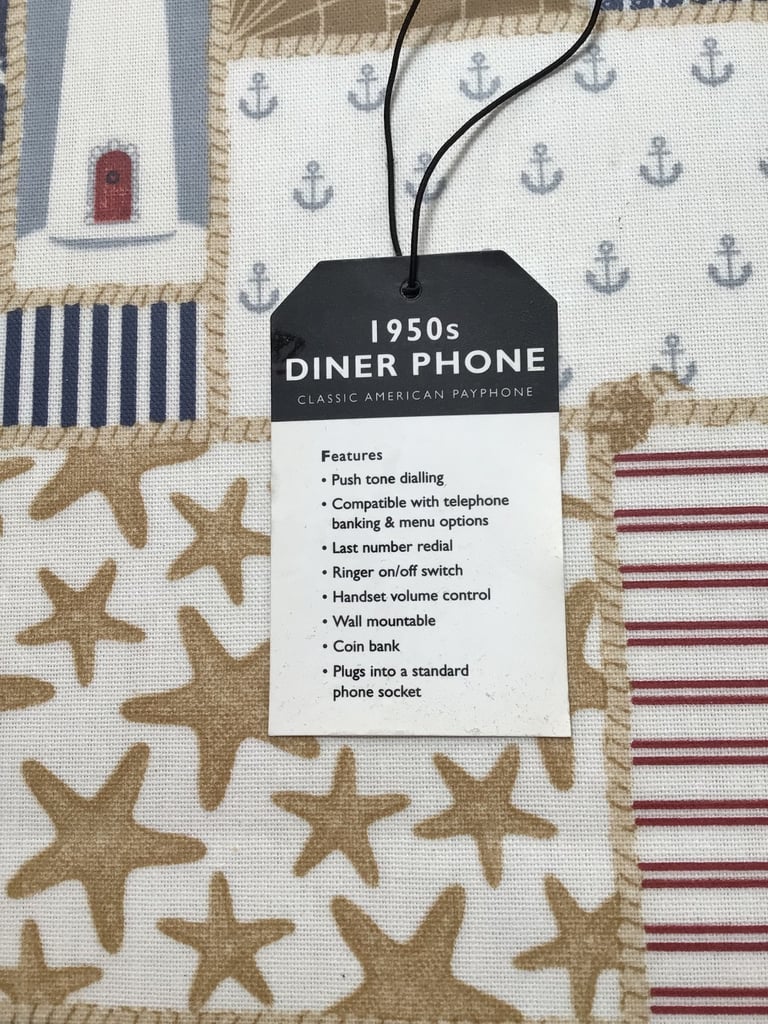 1950s
DINER PHONE
CLASSIC AMERICAN PAYPHONE
Features
• Push tone dialling
• Compatible with telephone
banking & menu options
• Last number redial
• Ringer on/off switch
• Handset volume control
• Wall mountable
• Coin bank
• Plugs into a standard
phone socket